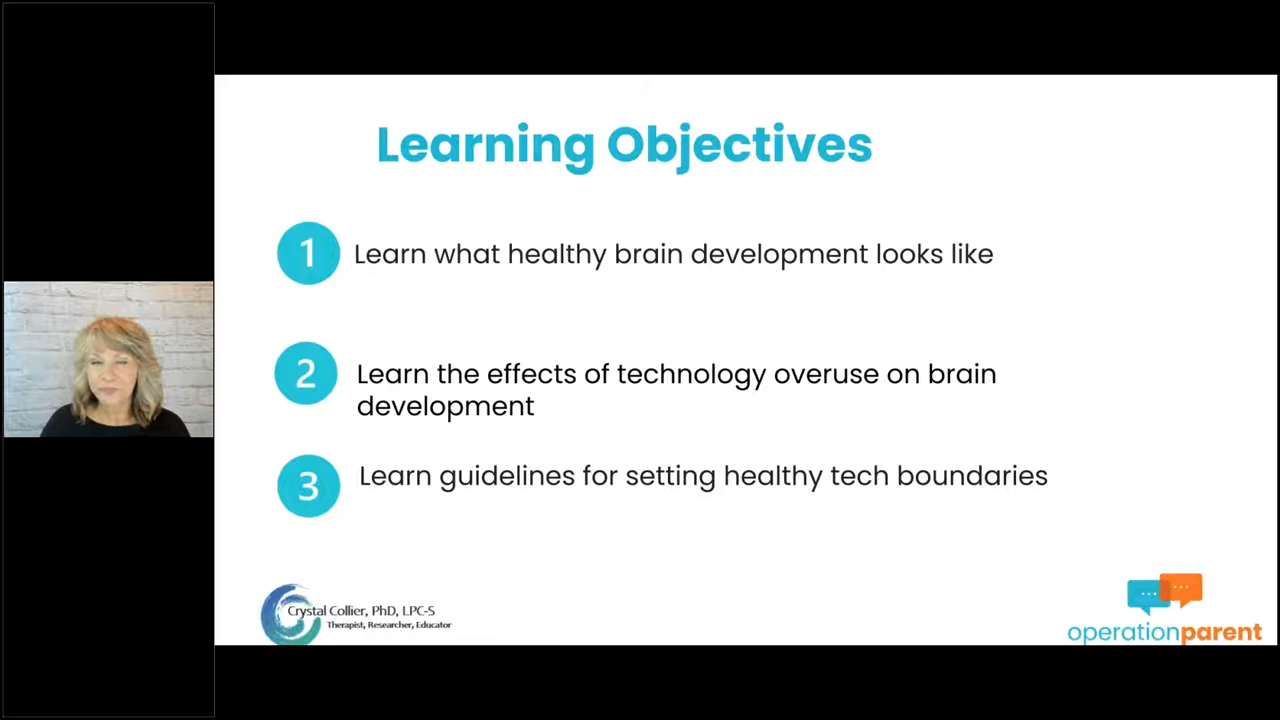 Learning Objectives
1 Learn what healthy brain development looks like
2 Learn the effects of technology overuse on brain
development
3 Learn guidelines for setting healthy tech boundaries
Crystal Collier, PhD, LPC-S
Therapist, Researcher, Educator
operationparent